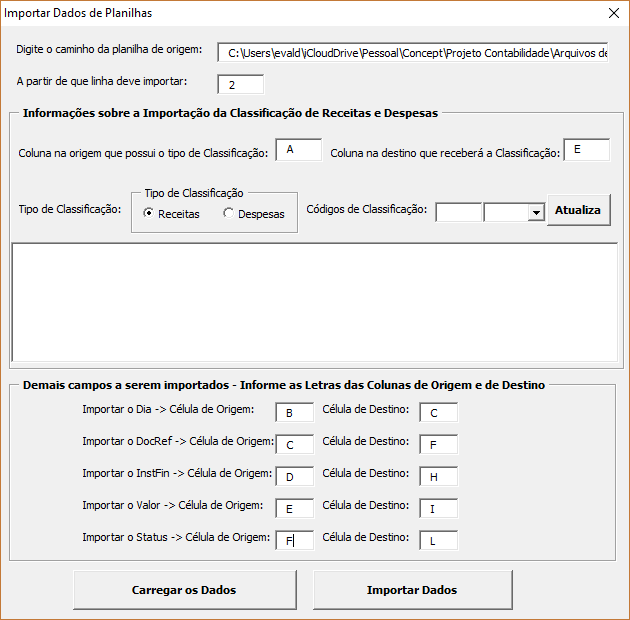 Importar Dados de Planilhas
Digite o caminho da planilha de origem: C:\Users\evald\iCloudDrive\Pessoal\Concept\Projeto Contabilidade\Arquivos de
A partir de que linha deve importar: 2
Informações sobre a Importação da Classificação de Receitas e Despesas
Coluna na origem que possui o tipo de Classificação: A Coluna na destino que receberá a Classificação: E
Tipo de Classificação
Tipo de Classificação: Receitas Despesas Códigos de Classificação: Atualiza
Demais campos a serem importados - Informe as Letras das Colunas de Origem e de Destino
Importar o Dia -> Célula de Origem: B Célula de Destino: C
Importar o DocRef -> Célula de Origem: C Célula de Destino: F
Importar o InstFin -> Célula de Origem: D Célula de Destino: H
Importar o Valor -> Célula de Origem: E Célula de Destino: I
Importar o Status -> Célula de Origem: F Célula de Destino: L
Carregar os Dados Importar Dados